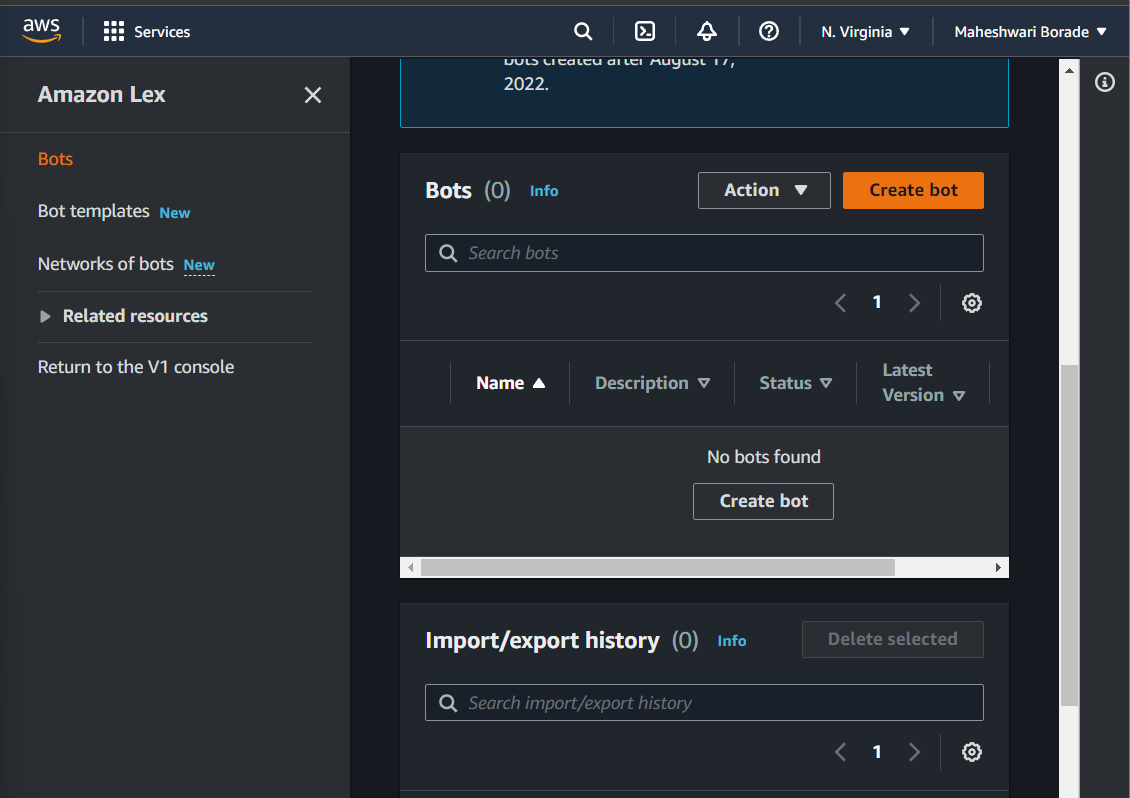 aws
Services
N. Virginia
Maheshwari Borade
Amazon Lex
Bots
Bot templates New
Networks of bots New
Related resources
Return to the V1 console
bots created after August 17,
2022.
Bots (0) Info
Action
Create bot
Search bots
1
Name
Description
Status
Latest
Version
No bots found
Create bot
Import/export history (0) Info
Delete selected
Search import/export history
1